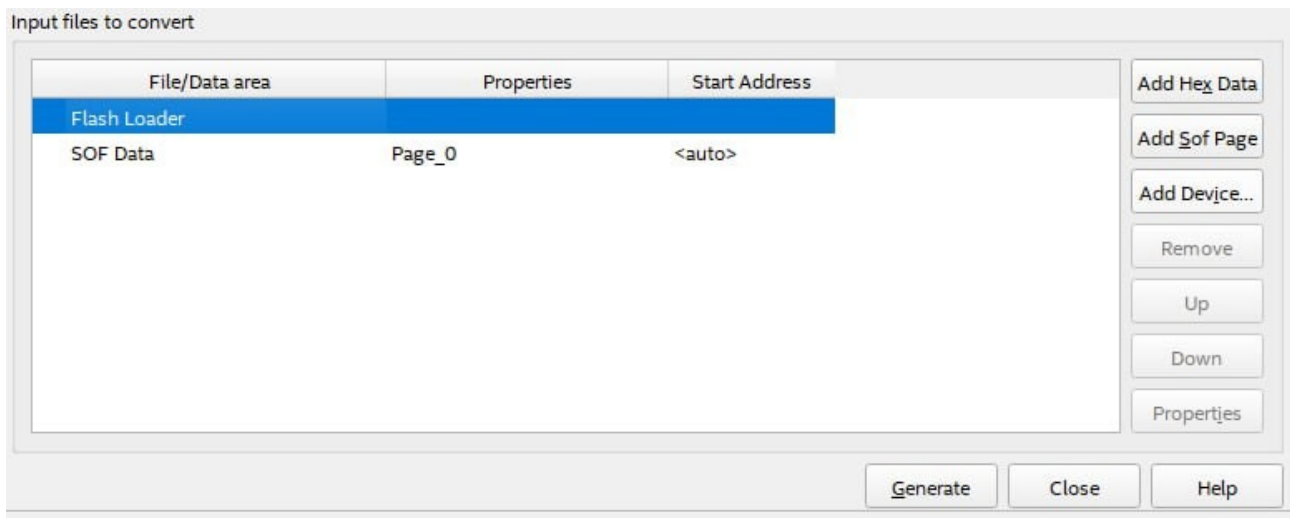 Input files to convert
File/Data area Properties Start Address
Flash Loader
SOF Data Page_0 <auto>
Add Hex Data
Add Sof Page
Add Device...
Remove
Up
Down
Properties
Generate Close Help